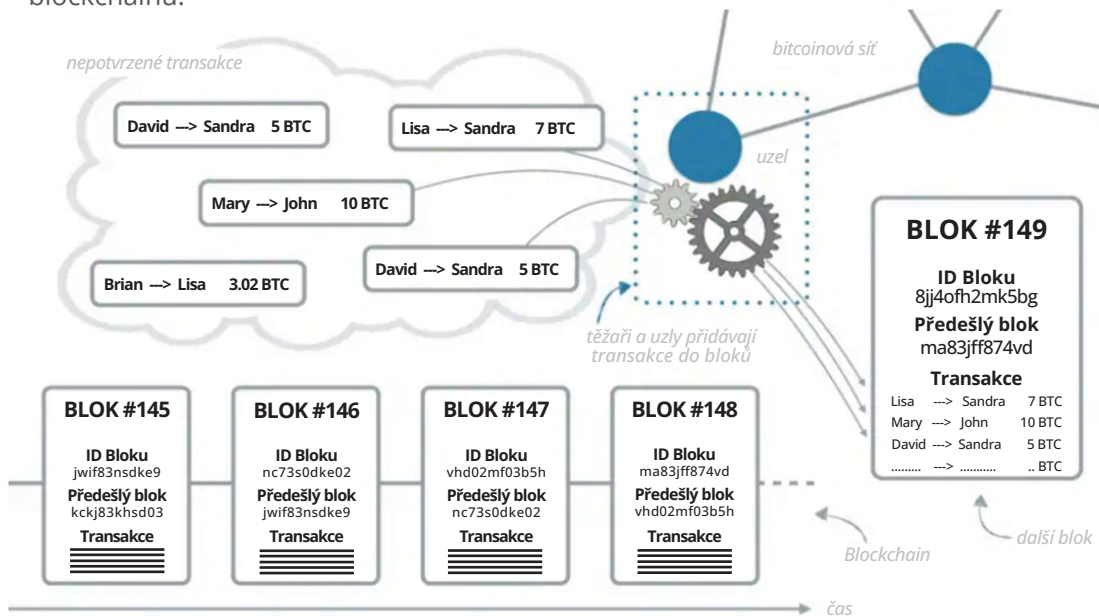 blockchainu.
nepotvrzené transakce
bitcoinová síť
David ---> Sandra 5 BTC
Lisa ---> Sandra 7 BTC
uzel
Mary ---> John 10 BTC
David ---> Sandra 5 BTC
Brian ---> Lisa 3.02 BTC
těžaři a uzly přidávají
transakce do bloků
BLOK #149
ID Bloku
8jj4ofh2mk5bg
Předešlý blok
ma83jff874vd
Transakce
Lisa ---> Sandra 7 BTC
Mary ---> John 10 BTC
David ---> Sandra 5 BTC
......... ---> ........... .. BTC
další blok
BLOK #145
ID Bloku
jwif83nsdke9
Předešlý blok
kckj83khsd03
Transakce
BLOK #146
ID Bloku
nc73s0dke02
Předešlý blok
jwif83nsdke9
Transakce
BLOK #147
ID Bloku
vhd02mf03b5h
Předešlý blok
nc73s0dke02
Transakce
BLOK #148
ID Bloku
ma83jff874vd
Předešlý blok
vhd02mf03b5h
Transakce
Blockchain
čas